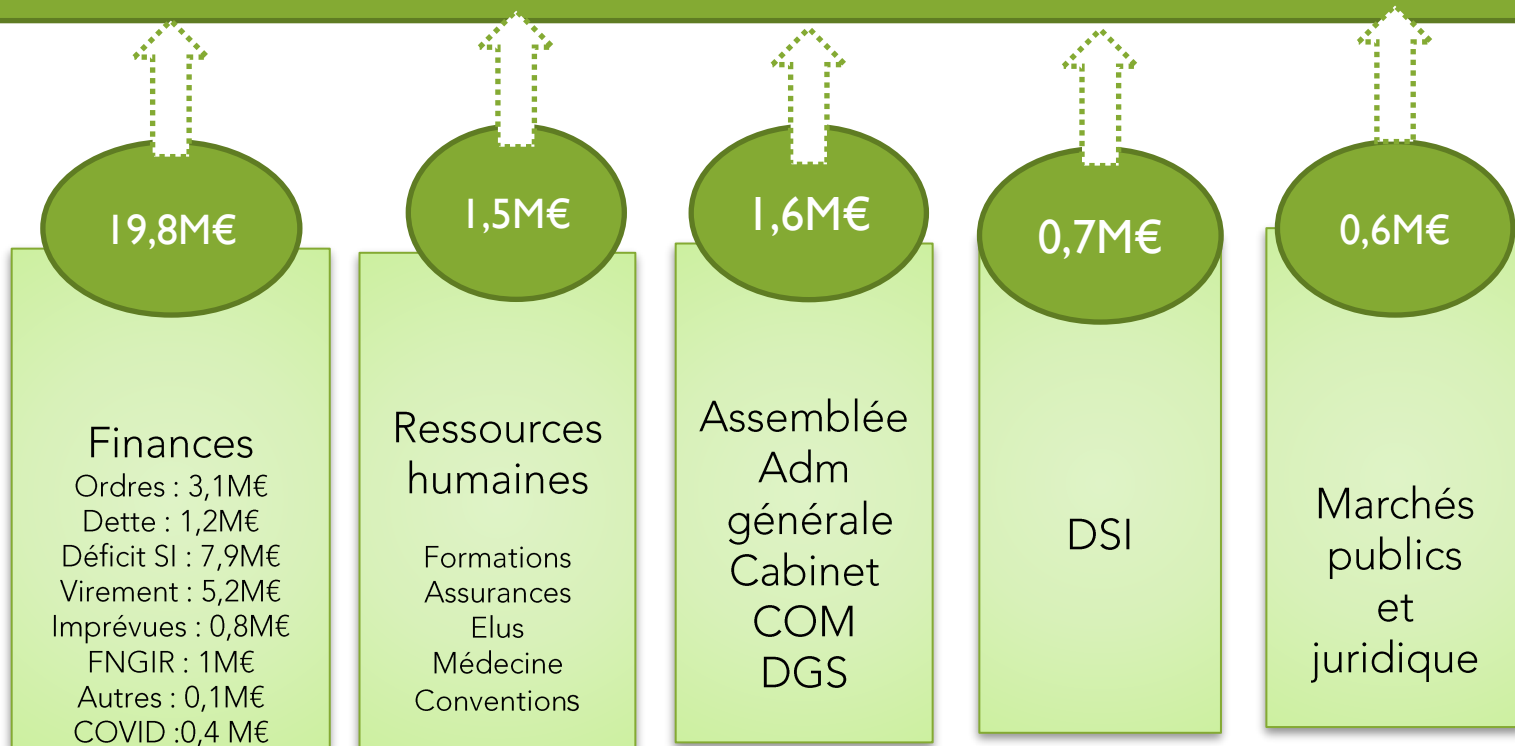 19,8M€
Finances
Ordres : 3,1M€
Dette : 1,2M€
Déficit SI : 7,9M€
Virement : 5,2M€
Imprévues : 0,8M€
FNGIR : 1M€
Autres : 0,1M€
COVID :0,4 M€
1,5M€
Ressources
humaines
Formations
Assurances
Elus
Médecine
Conventions
1,6M€
Assemblée
Adm
générale
Cabinet
COM
DGS
0,7M€
DSI
0,6M€
Marchés
publics
et
juridique